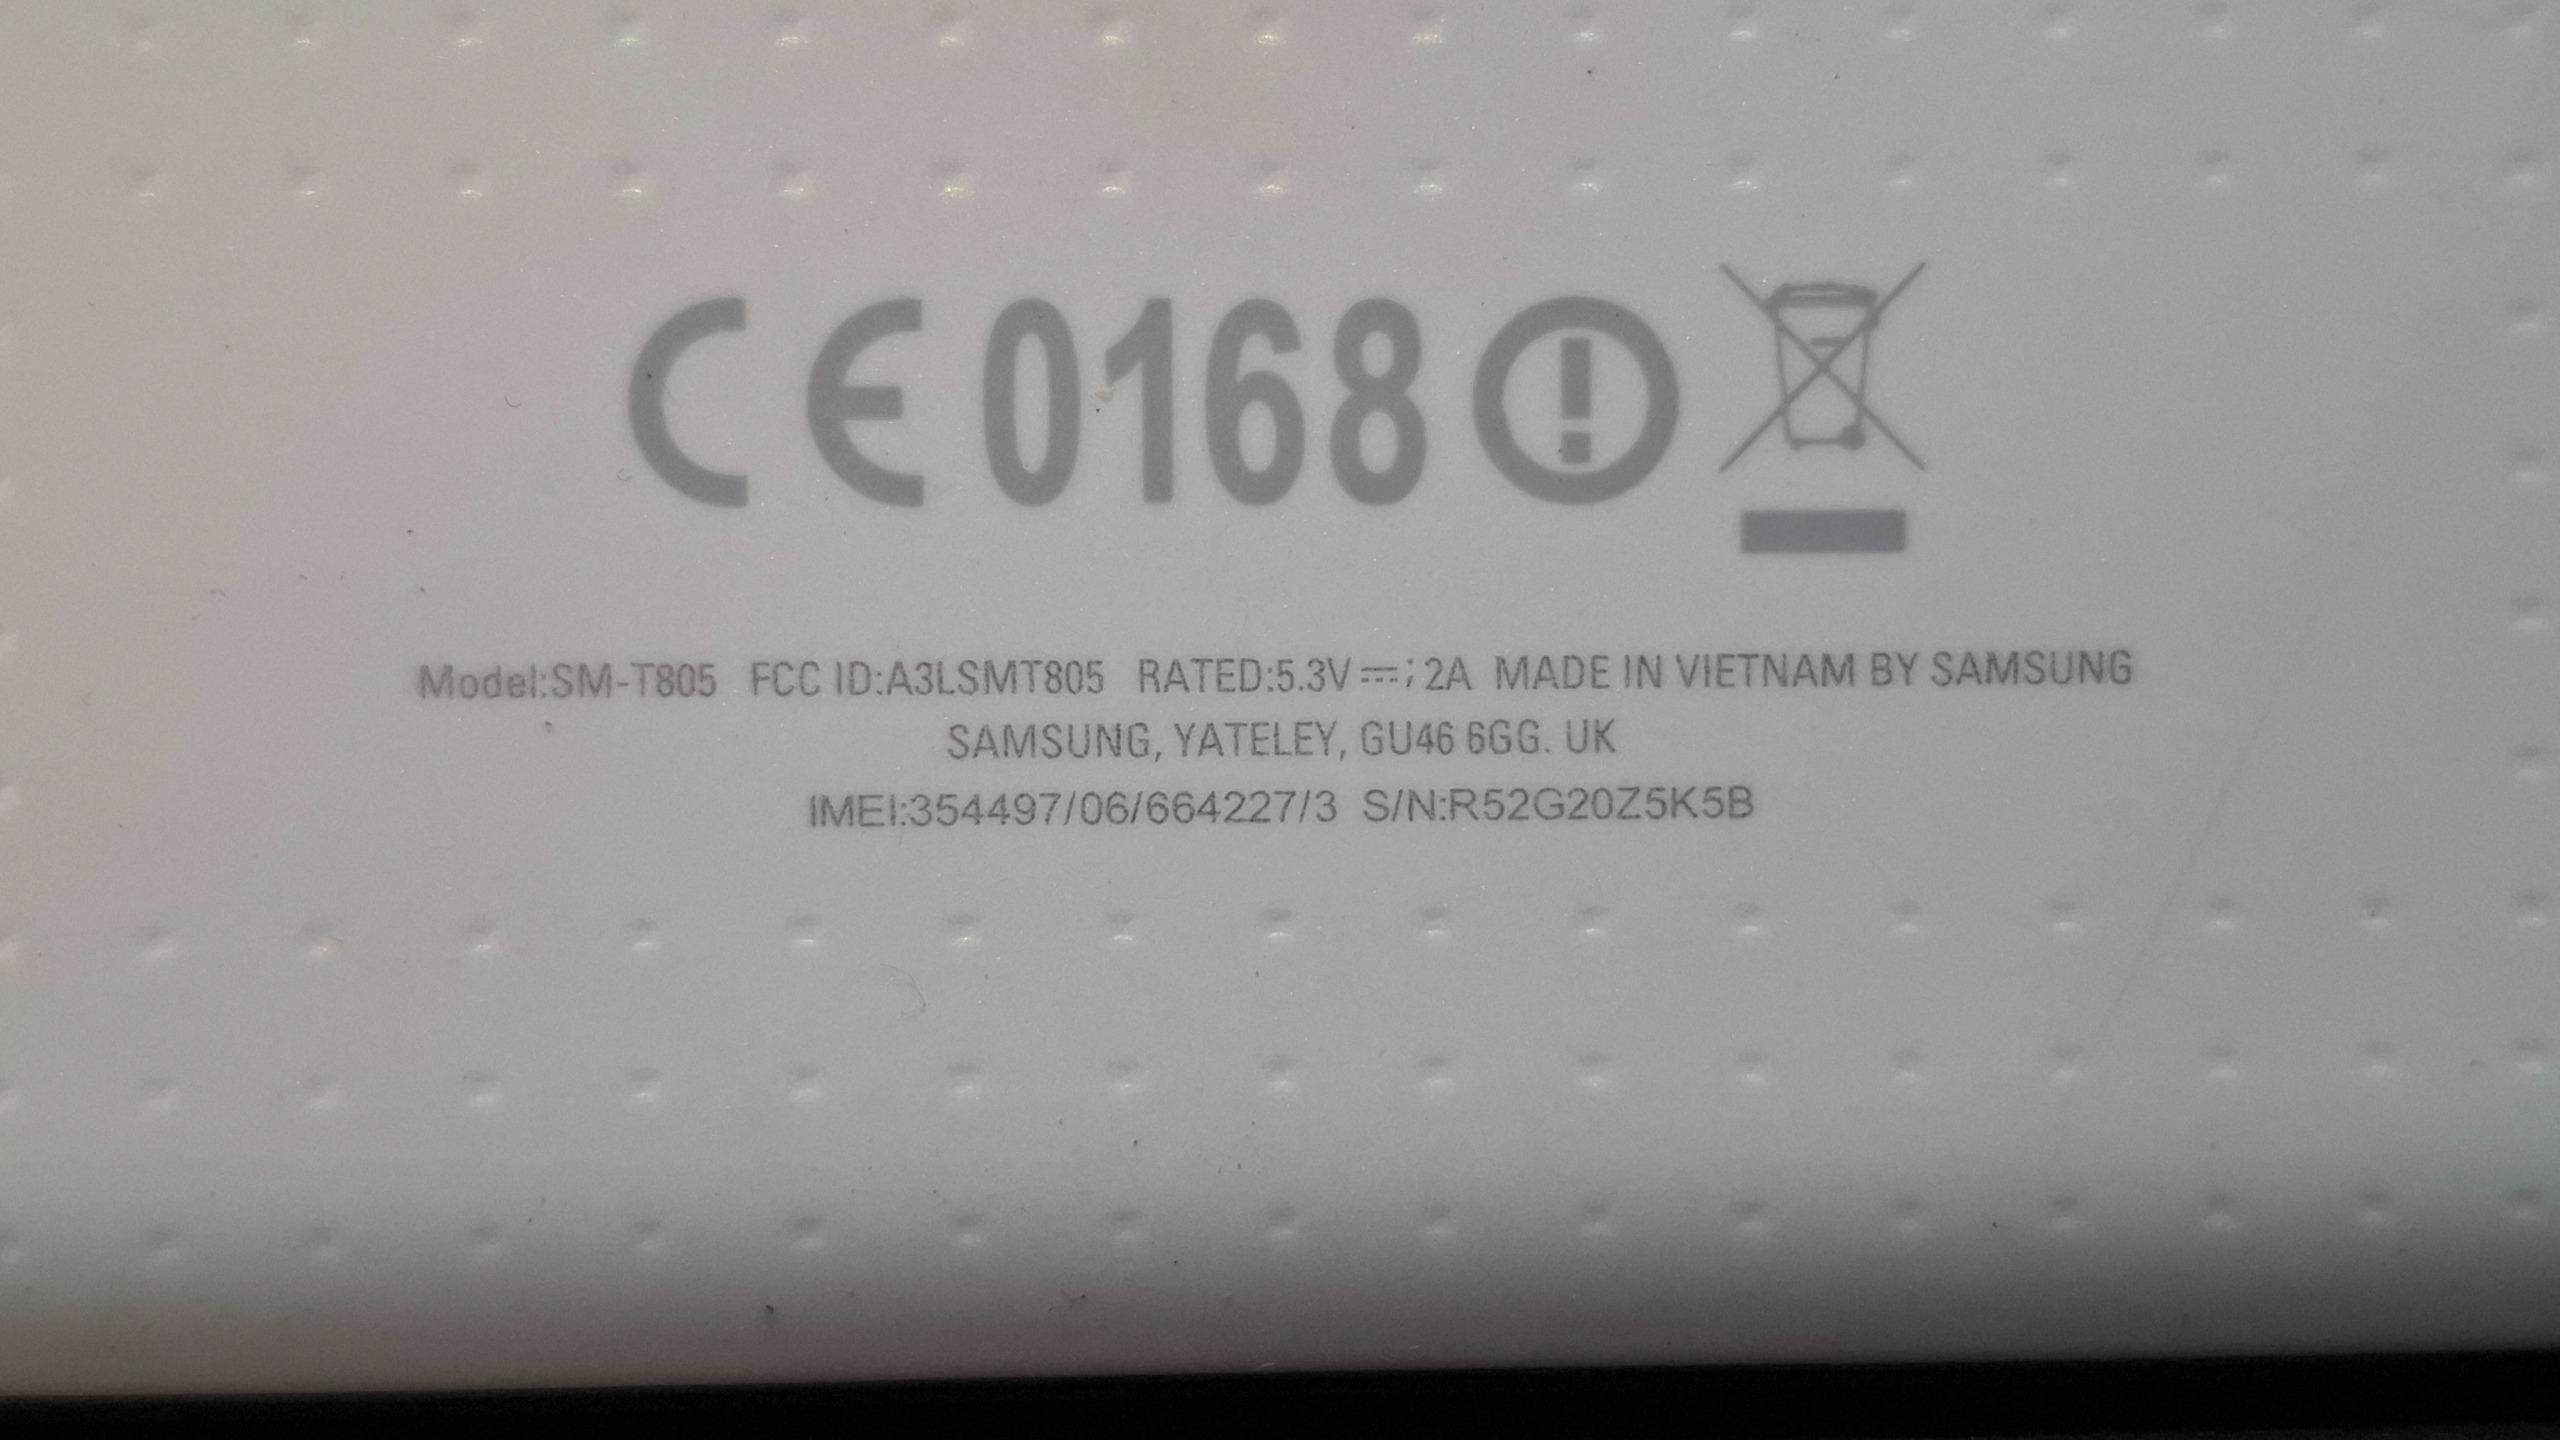 CE0168
Model:SM-T805 FCC ID:A3LSMT805 RATED:5.3V⎓; 2A MADE IN VIETNAM BY SAMSUNG
SAMSUNG, YATELEY, GU46 6GG. UK
IMEI:354497/06/664227/3 S/N:R52G20Z5K5B